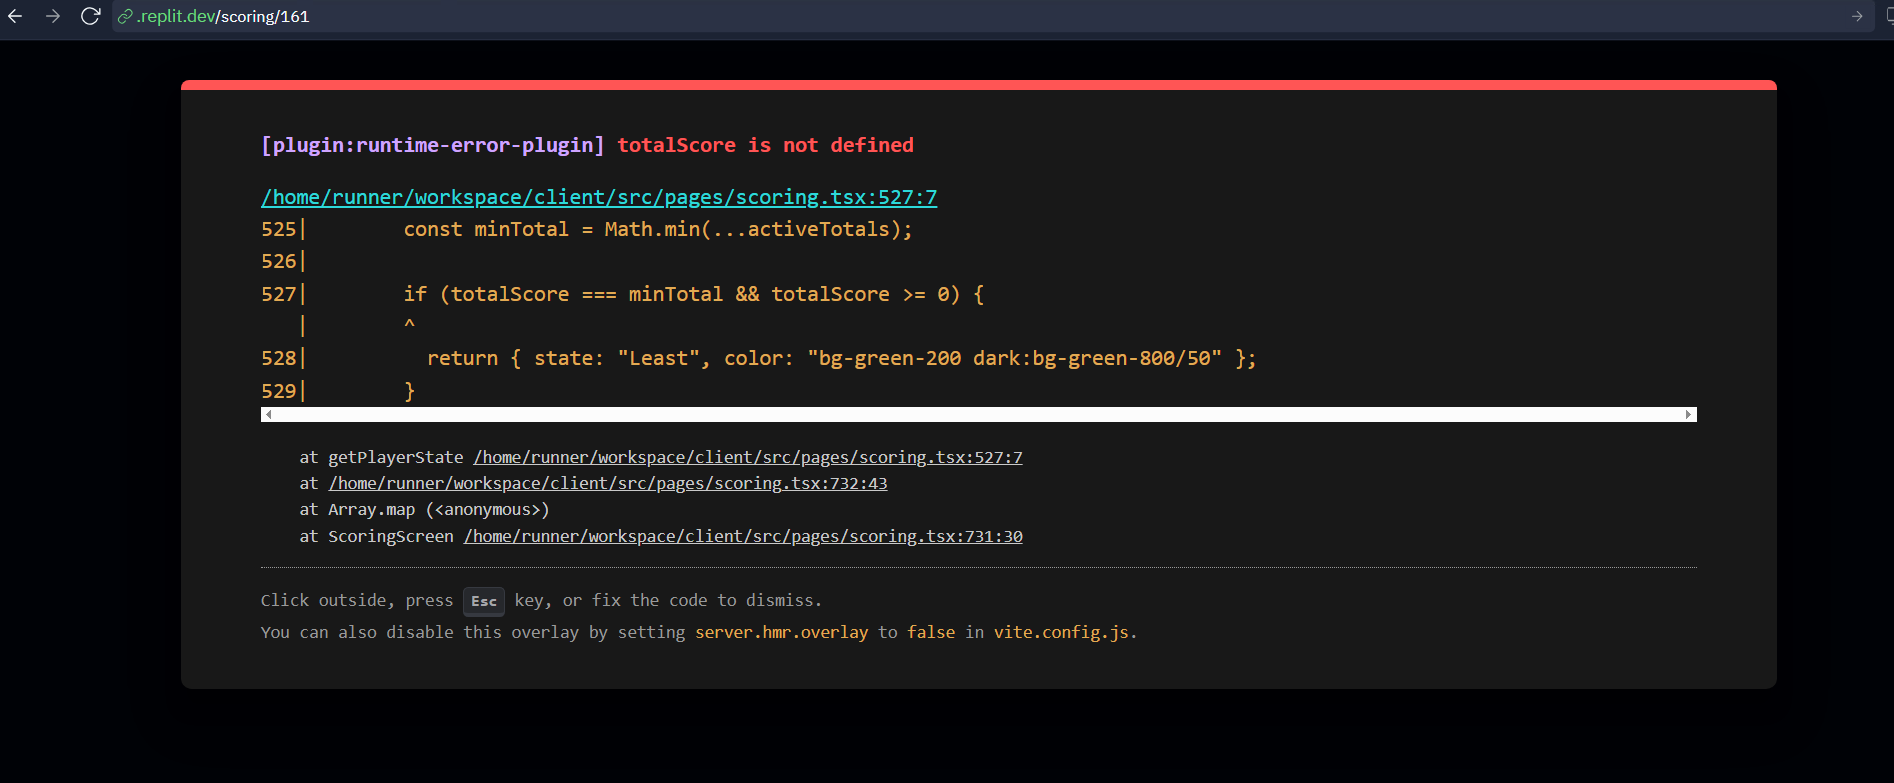 .replit.dev/scoring/161
[plugin:runtime-error-plugin] totalScore is not defined
/home/runner/workspace/client/src/pages/scoring.tsx:527:7
525|        const minTotal = Math.min(...activeTotals);
526|
527|        if (totalScore === minTotal && totalScore >= 0) {
   |        ^
528|          return { state: "Least", color: "bg-green-200 dark:bg-green-800/50" };
529|        }
at getPlayerState /home/runner/workspace/client/src/pages/scoring.tsx:527:7
at /home/runner/workspace/client/src/pages/scoring.tsx:732:43
at Array.map (<anonymous>)
at ScoringScreen /home/runner/workspace/client/src/pages/scoring.tsx:731:30
Click outside, press Esc key, or fix the code to dismiss.
You can also disable this overlay by setting server.hmr.overlay to false in vite.config.js.